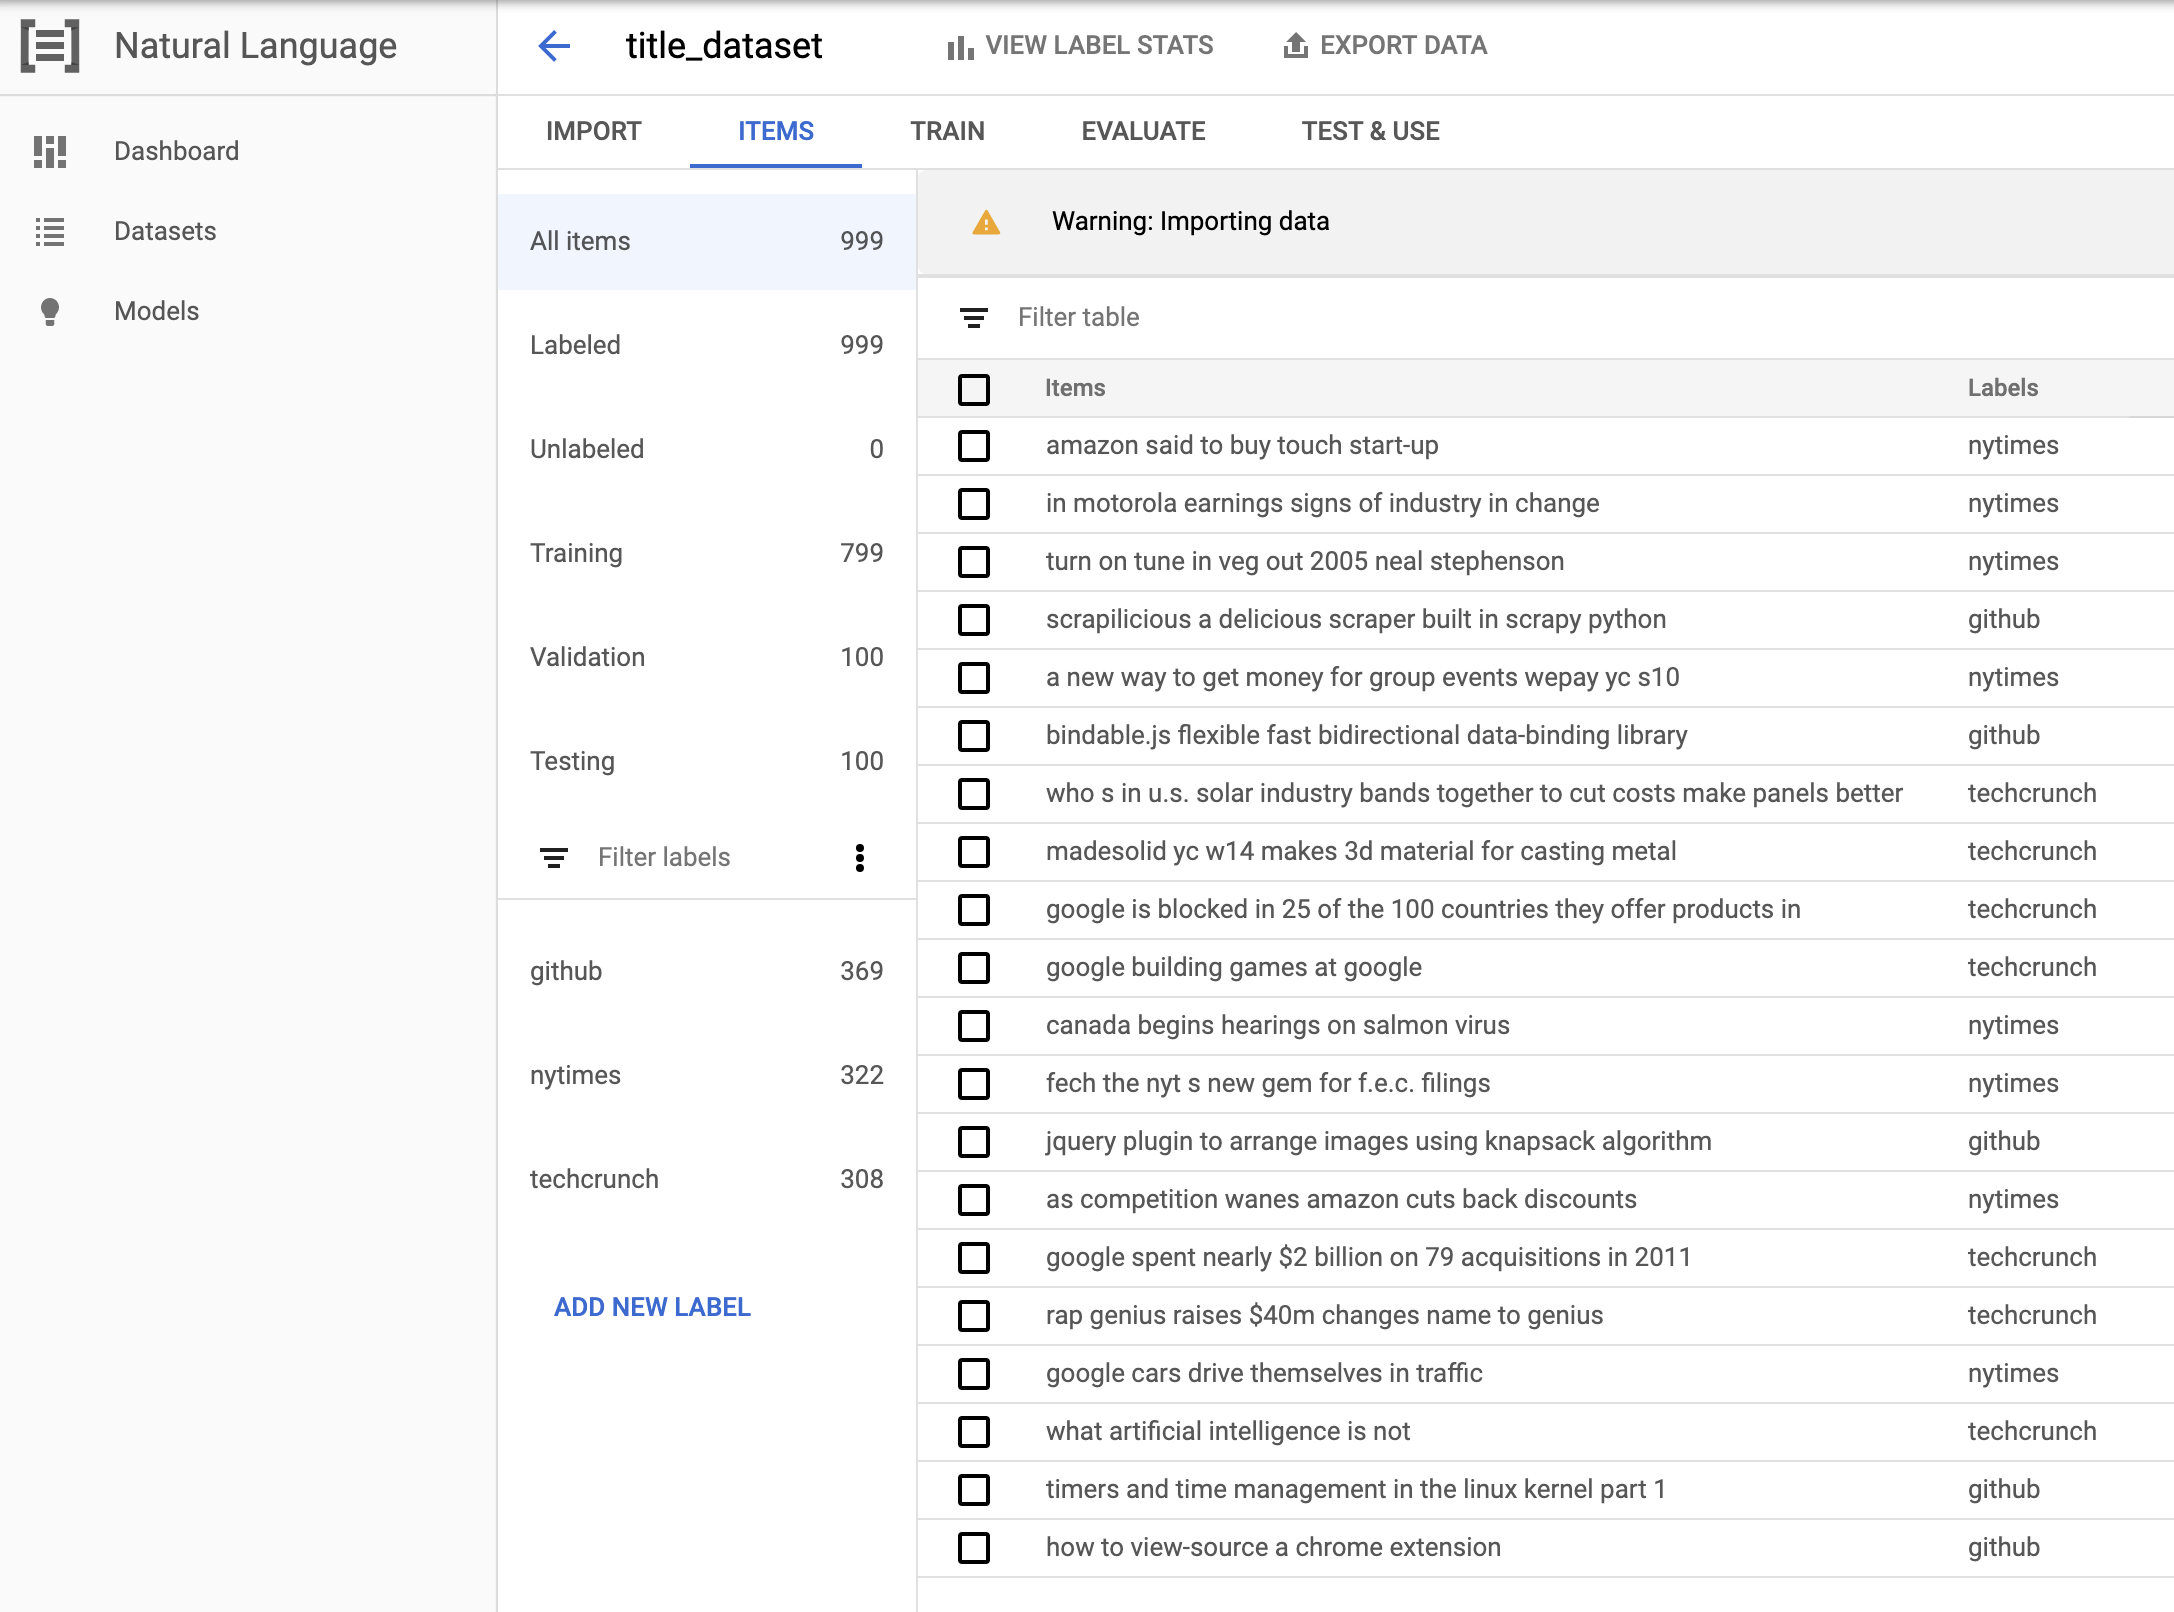 Natural Language
title_dataset
VIEW LABEL STATS
EXPORT DATA
Dashboard
Datasets
Models
IMPORT
ITEMS
TRAIN
EVALUATE
TEST & USE
All items 999
Labeled 999
Unlabeled 0
Training 799
Validation 100
Testing 100
Filter labels
github 369
nytimes 322
techcrunch 308
ADD NEW LABEL
Warning: Importing data
Filter table
Items Labels
amazon said to buy touch start-up nytimes
in motorola earnings signs of industry in change nytimes
turn on tune in veg out 2005 neal stephenson nytimes
scrapilicious a delicious scraper built in scrapy python github
a new way to get money for group events wepay yc s10 nytimes
bindable.js flexible fast bidirectional data-binding library github
who s in u.s. solar industry bands together to cut costs make panels better techcrunch
madesolid yc w14 makes 3d material for casting metal techcrunch
google is blocked in 25 of the 100 countries they offer products in techcrunch
google building games at google techcrunch
canada begins hearings on salmon virus nytimes
fech the nyt s new gem for f.e.c. filings nytimes
jquery plugin to arrange images using knapsack algorithm github
as competition wanes amazon cuts back discounts nytimes
google spent nearly $2 billion on 79 acquisitions in 2011 techcrunch
rap genius raises $40m changes name to genius techcrunch
google cars drive themselves in traffic nytimes
what artificial intelligence is not techcrunch
timers and time management in the linux kernel part 1 github
how to view-source a chrome extension github